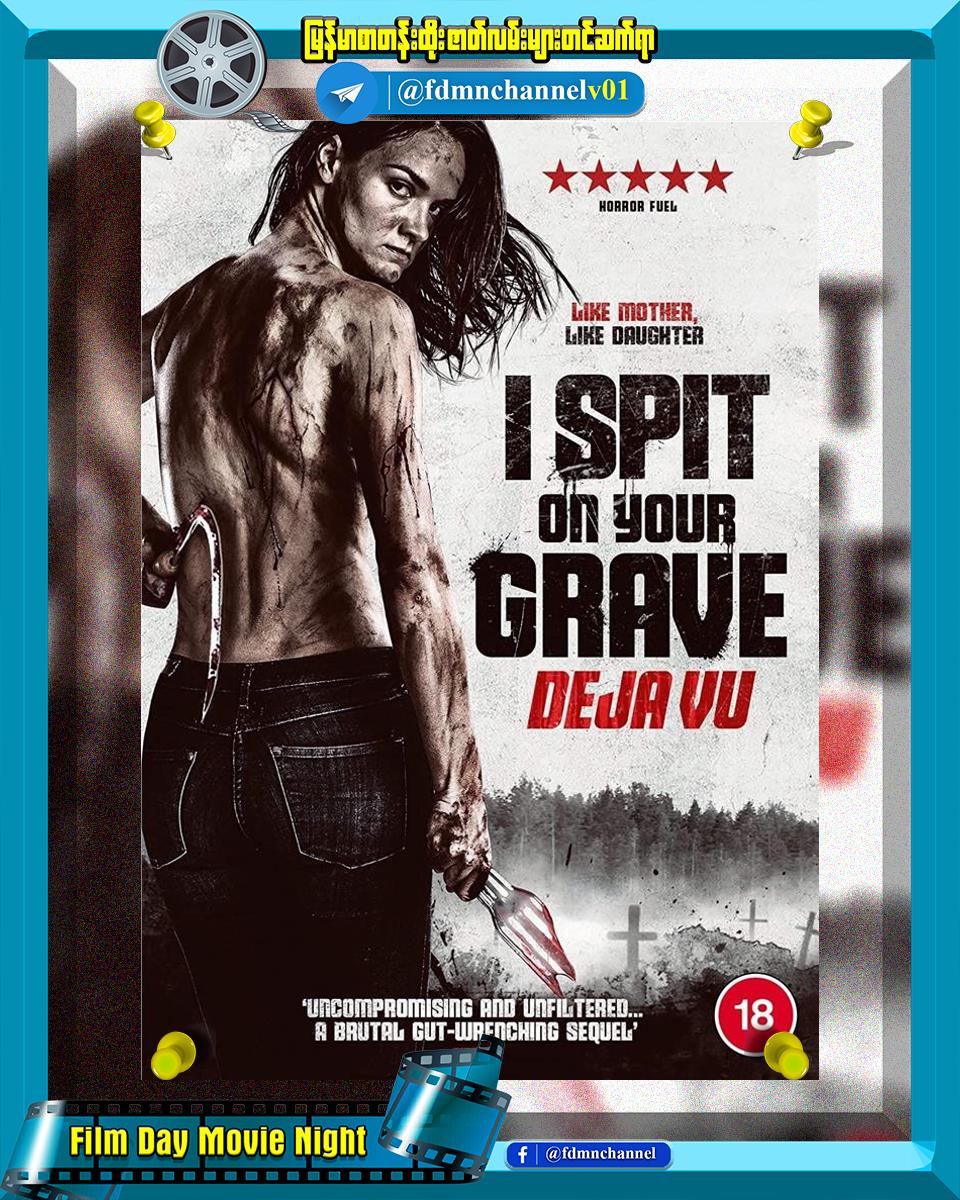 မြန်မာစာတန်းထိုးဇာတ်လမ်းများတင်ဆက်ရာ
@fdmnchannelv01
HORROR FUEL
LIKE MOTHER,
LIKE DAUGHTER
I SPIT
ON YOUR
GRAVE
DEJA VU
'UNCOMPROMISING AND UNFILTERED...
A BRUTAL GUT-WRENCHING SEQUEL'
18
Film Day Movie Night
f @fdmnchannel